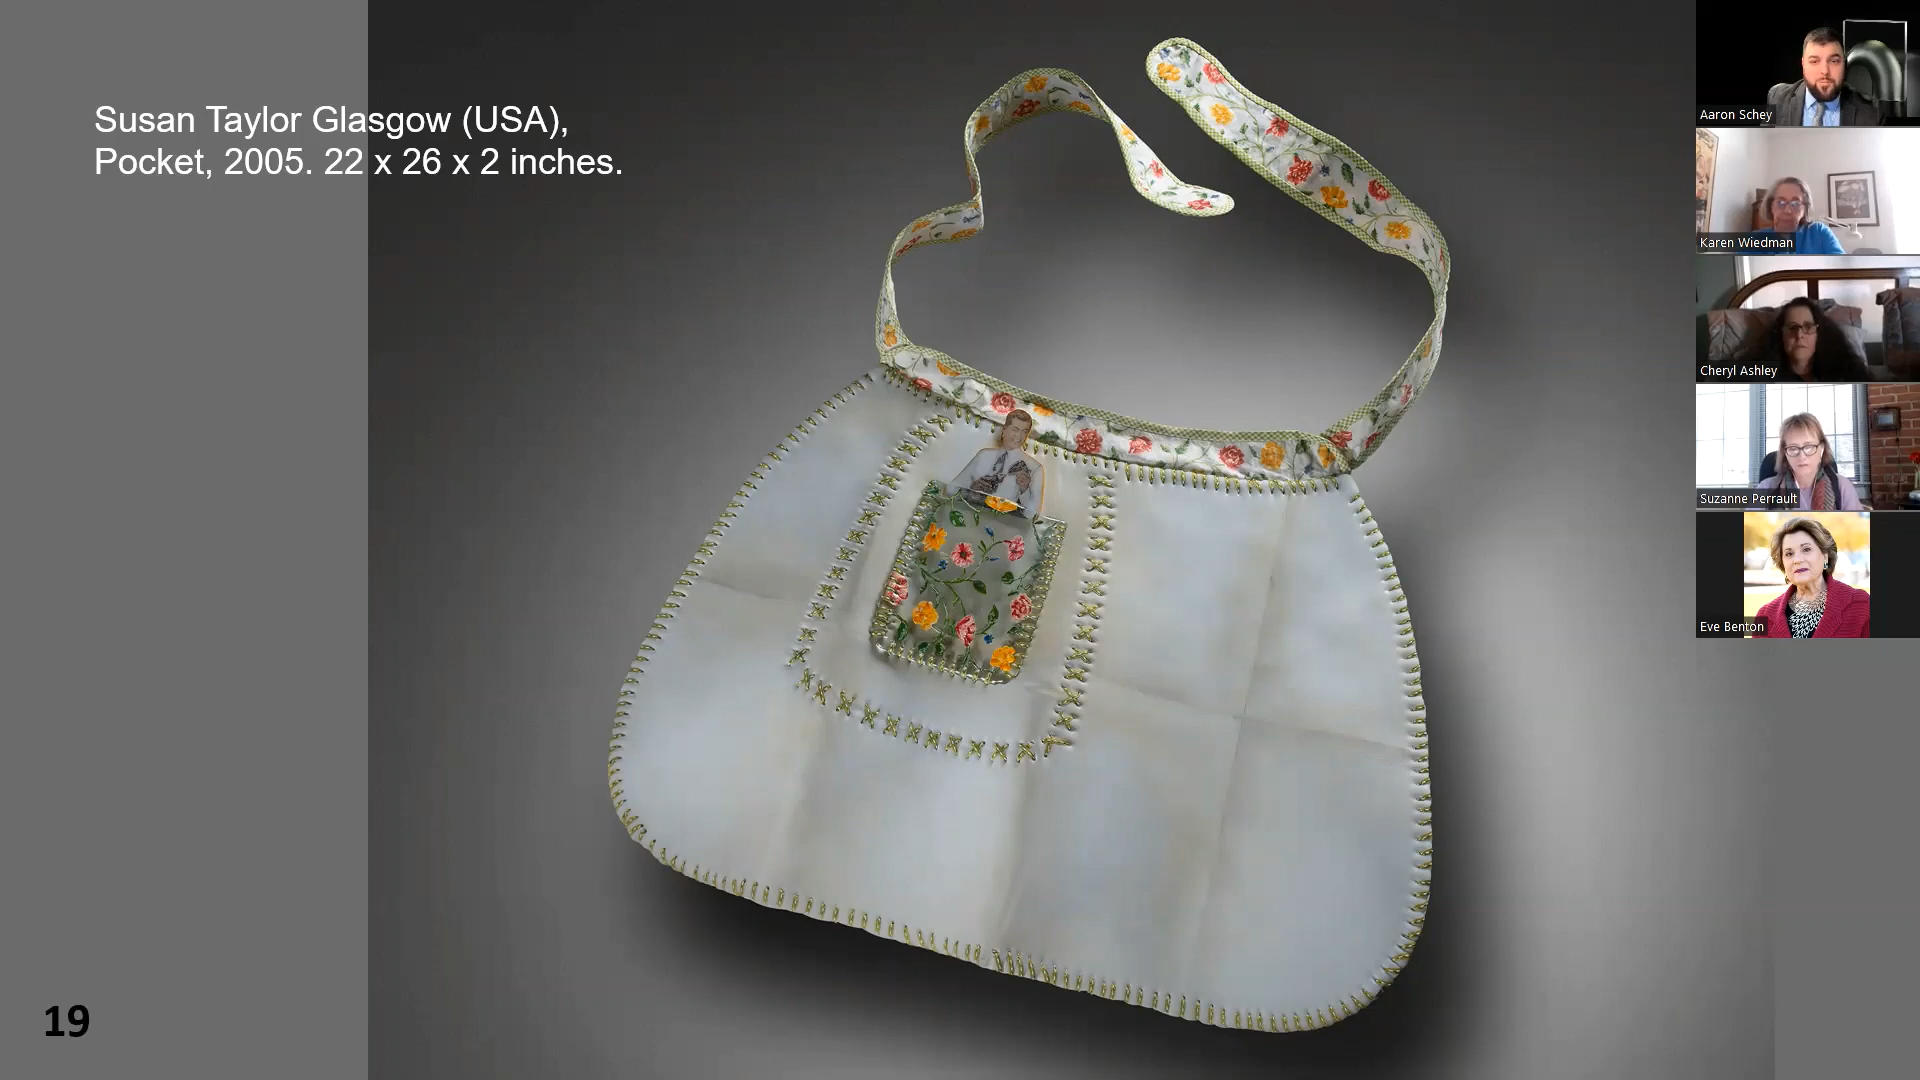 Susan Taylor Glasgow (USA),
Pocket, 2005. 22 x 26 x 2 inches.
19
Aaron Schey
Karen Wiedman
Cheryl Ashley
Suzanne Perrault
Eve Benton